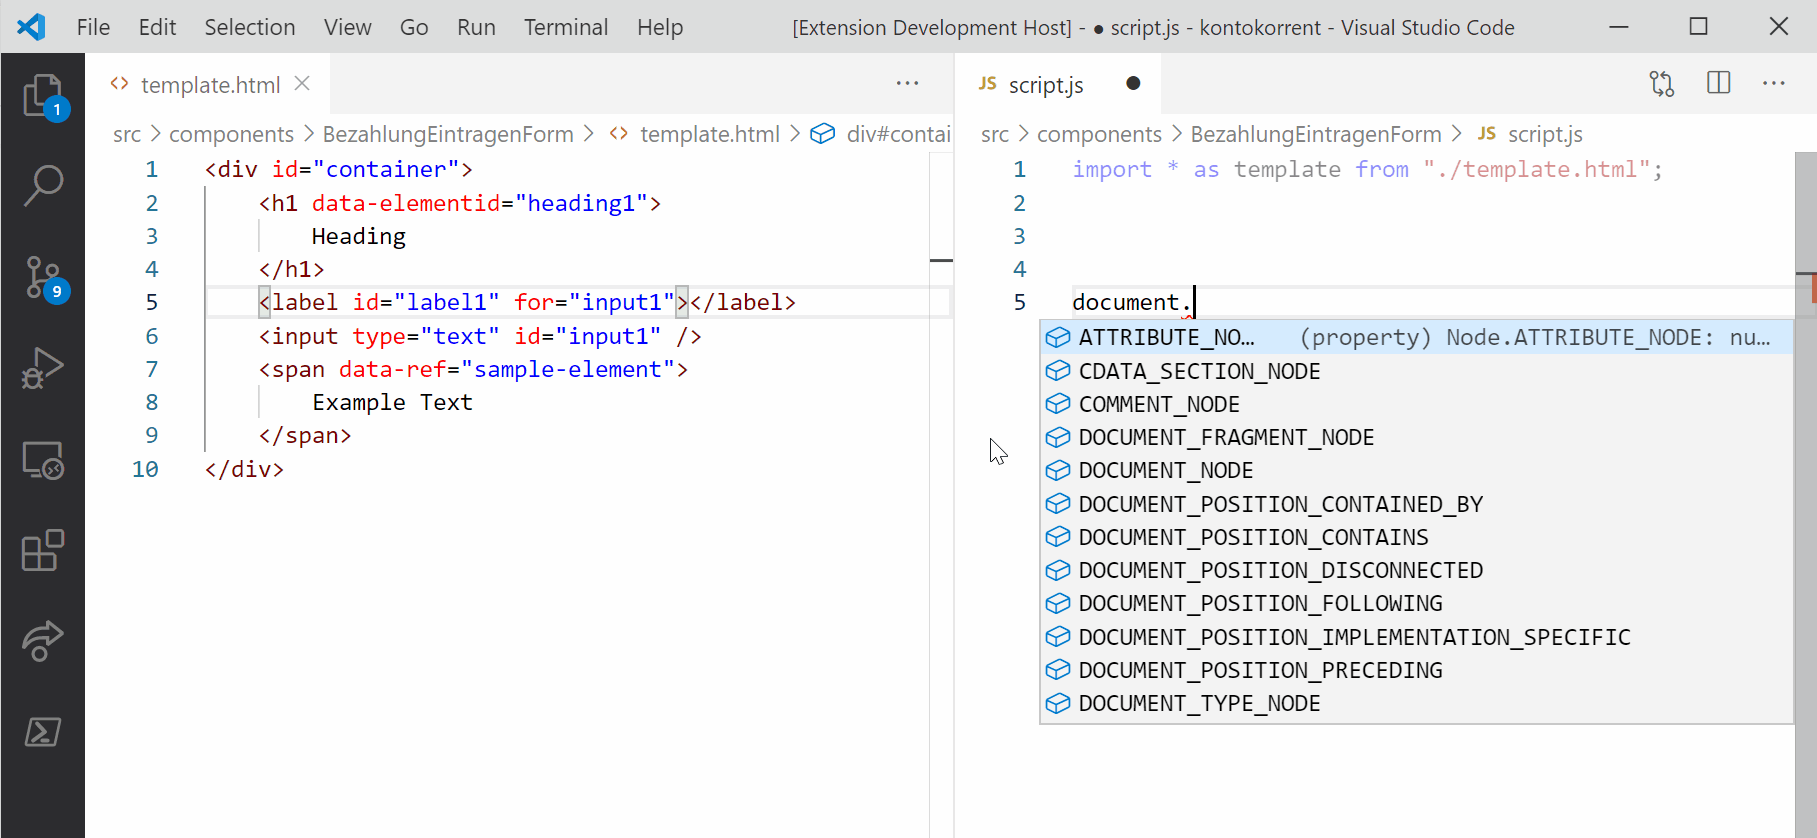 File Edit Selection View Go Run Terminal Help [Extension Development Host] - ● script.js - kontokorrent - Visual Studio Code
1
9
<> template.html ...
src > components > BezahlungEintragenForm > <> template.html > div#contai
1 <div id="container">
2 <h1 data-elementid="heading1">
3 Heading
4 </h1>
5 <label id="label1" for="input1"></label>
6 <input type="text" id="input1" />
7 <span data-ref="sample-element">
8 Example Text
9 </span>
10 </div>
JS script.js ● ...
src > components > BezahlungEintragenForm > JS script.js
1 import * as template from "./template.html";
2
3
4
5 document.
ATTRIBUTE_NO... (property) Node.ATTRIBUTE_NODE: nu...
CDATA_SECTION_NODE
COMMENT_NODE
DOCUMENT_FRAGMENT_NODE
DOCUMENT_NODE
DOCUMENT_POSITION_CONTAINED_BY
DOCUMENT_POSITION_CONTAINS
DOCUMENT_POSITION_DISCONNECTED
DOCUMENT_POSITION_FOLLOWING
DOCUMENT_POSITION_IMPLEMENTATION_SPECIFIC
DOCUMENT_POSITION_PRECEDING
DOCUMENT_TYPE_NODE